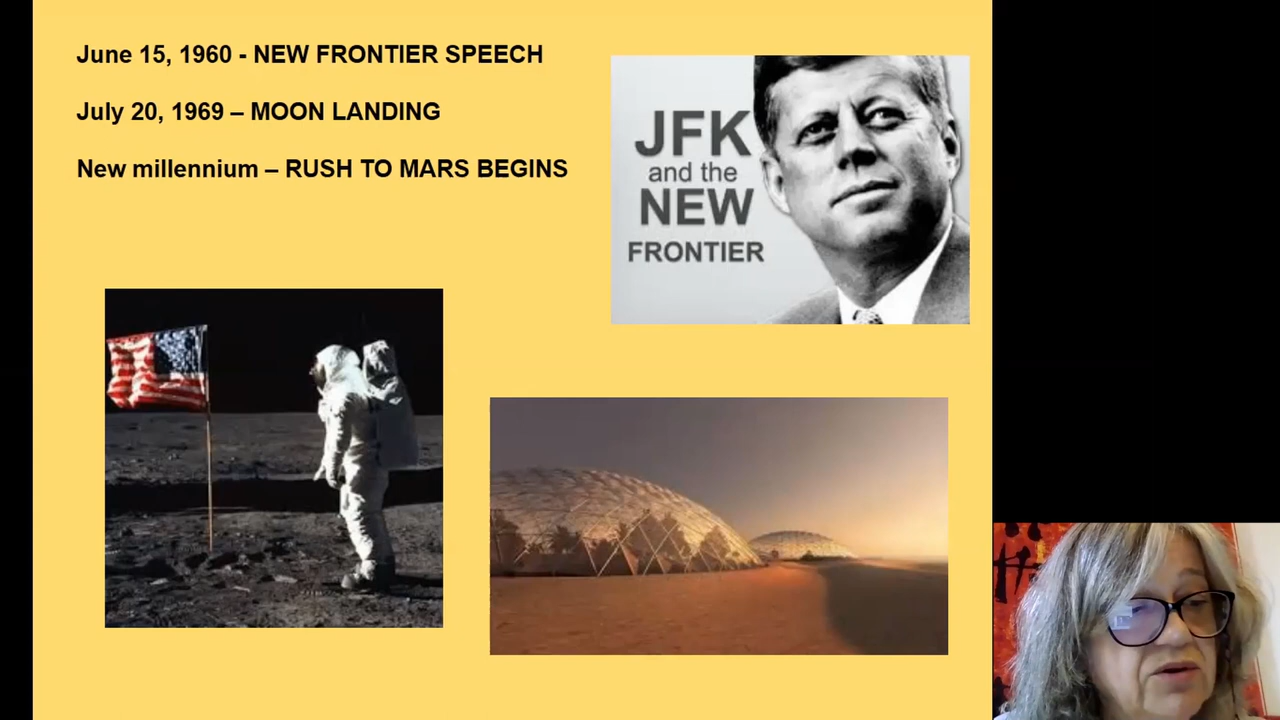 June 15, 1960 - NEW FRONTIER SPEECH
July 20, 1969 – MOON LANDING
New millennium – RUSH TO MARS BEGINS
JFK
and the
NEW
FRONTIER